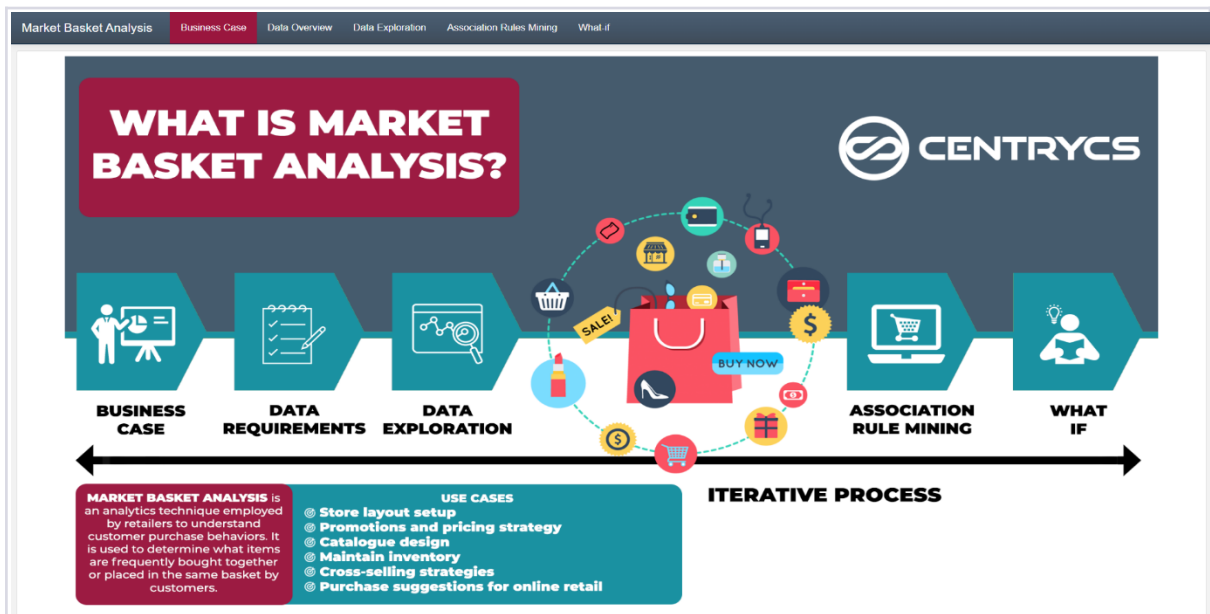 Market Basket Analysis
Business Case
Data Overview
Data Exploration
Association Rules Mining
What-if
WHAT IS MARKET
BASKET ANALYSIS?
CENTRYCS
SALE!
$
BUY NOW
$
BUSINESS
CASE
DATA
REQUIREMENTS
DATA
EXPLORATION
ASSOCIATION
RULE MINING
WHAT
IF
ITERATIVE PROCESS
MARKET BASKET ANALYSIS is
an analytics technique employed
by retailers to understand
customer purchase behaviors. It
is used to determine what items
are frequently bought together
or placed in the same basket by
customers.
USE CASES
Store layout setup
Promotions and pricing strategy
Catalogue design
Maintain inventory
Cross-selling strategies
Purchase suggestions for online retail